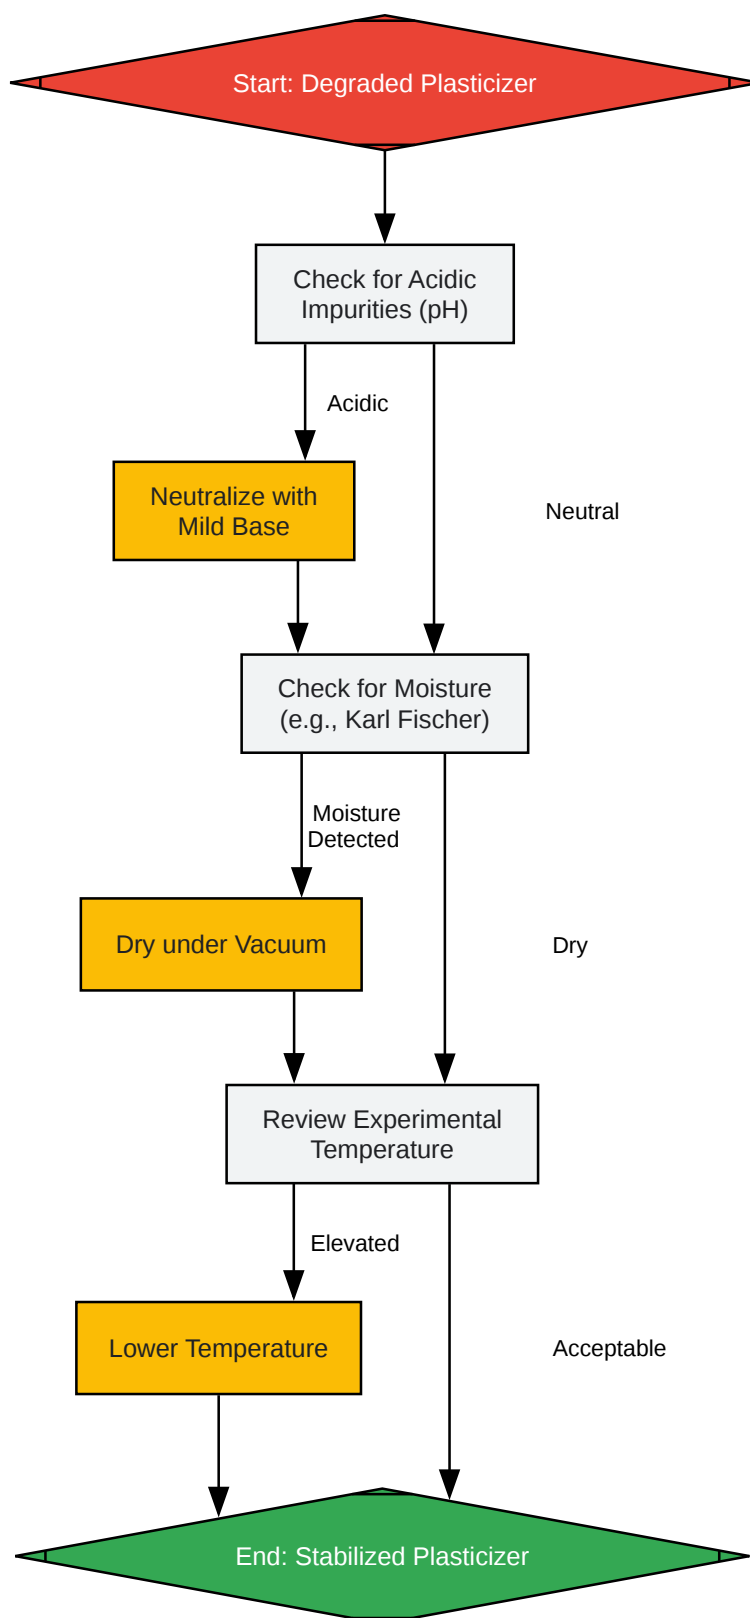 Start: Degraded Plasticizer
Check for Acidic
Impurities (pH)
Acidic
Neutralize with
Mild Base
Neutral
Check for Moisture
(e.g., Karl Fischer)
Moisture
Detected
Dry under Vacuum
Dry
Review Experimental
Temperature
Elevated
Lower Temperature
Acceptable
End: Stabilized Plasticizer